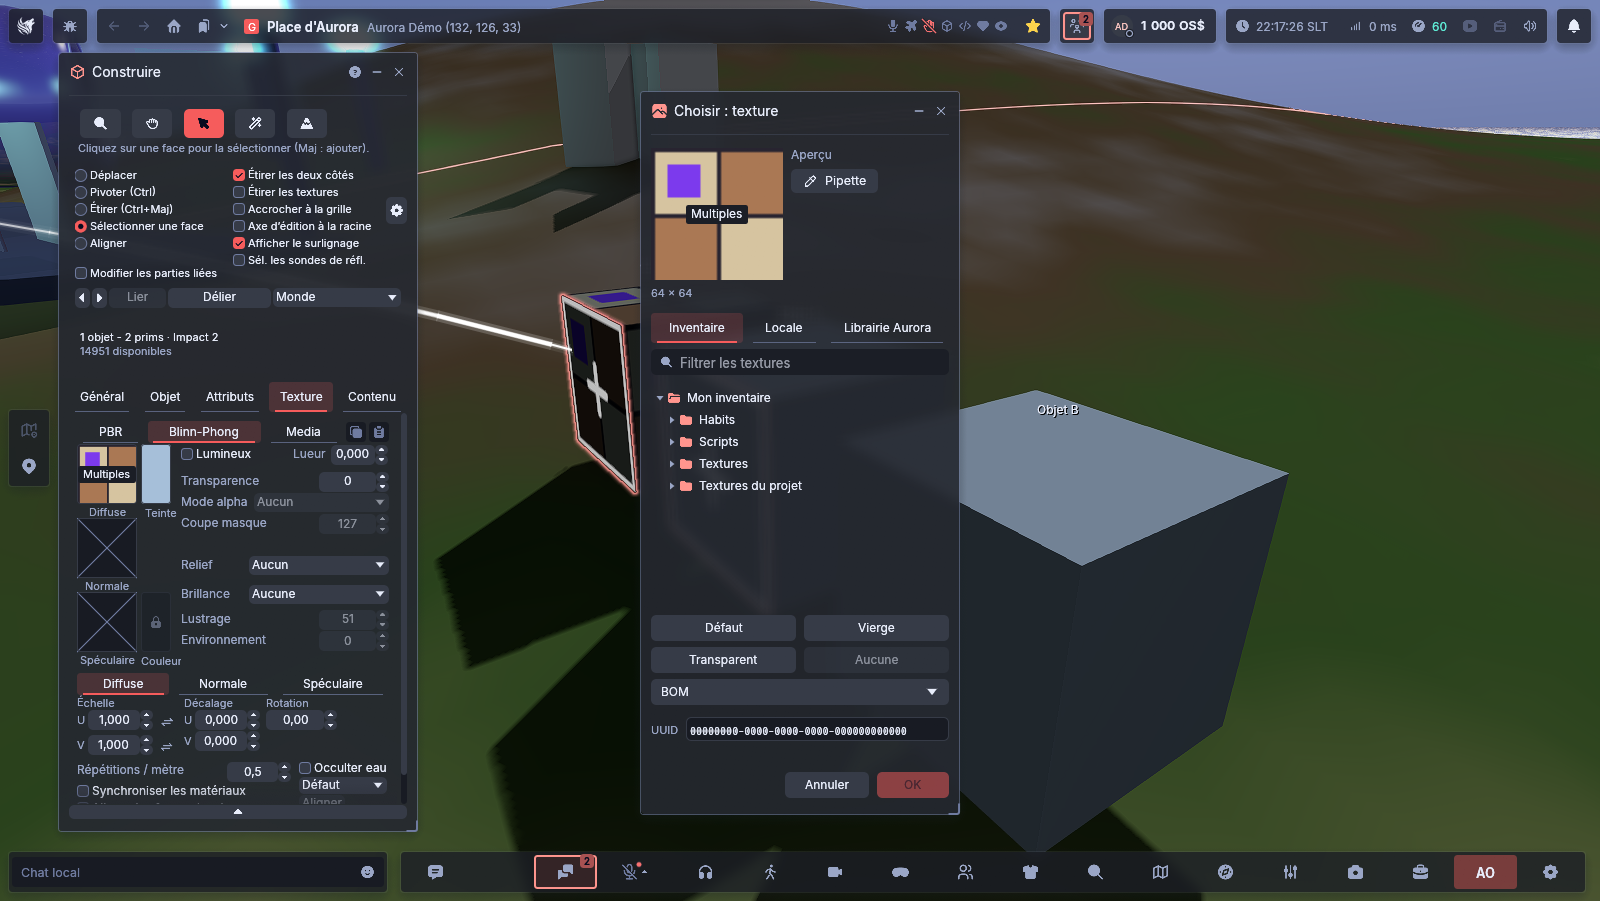 Place d'Aurora
Aurora Démo (132, 126, 33)
2
AD
1 000 OS$
22:17:26 SLT
0 ms
60
Construire
Cliquez sur une face pour la sélectionner (Maj : ajouter).
Déplacer
Pivoter (Ctrl)
Étirer (Ctrl+Maj)
Sélectionner une face
Aligner
Étirer les deux côtés
Étirer les textures
Accrocher à la grille
Axe d'édition à la racine
Afficher le surlignage
Sél. les sondes de réfl.
Modifier les parties liées
Lier
Délier
Monde
1 objet - 2 prims · Impact 2
14951 disponibles
Général
Objet
Attributs
Texture
Contenu
PBR
Blinn-Phong
Media
Multiples
Diffuse
Teinte
Lumineux
Lueur
0,000
Transparence
0
Mode alpha
Aucun
Coupe masque
127
Normale
Relief
Aucun
Brillance
Aucune
Lustrage
51
Environnement
0
Spéculaire
Couleur
Diffuse
Normale
Spéculaire
Échelle
Décalage
Rotation
U
1,000
U
0,000
0,00
V
1,000
V
0,000
Répétitions / mètre
0,5
Occulter eau
Synchroniser les matériaux
Défaut
Aligner
Choisir : texture
Multiples
Aperçu
Pipette
64 × 64
Inventaire
Locale
Librairie Aurora
Filtrer les textures
Mon inventaire
Habits
Scripts
Textures
Textures du projet
Défaut
Vierge
Transparent
Aucune
BOM
UUID
00000000-0000-0000-0000-000000000000
Annuler
OK
Objet B
Chat local
2
AO